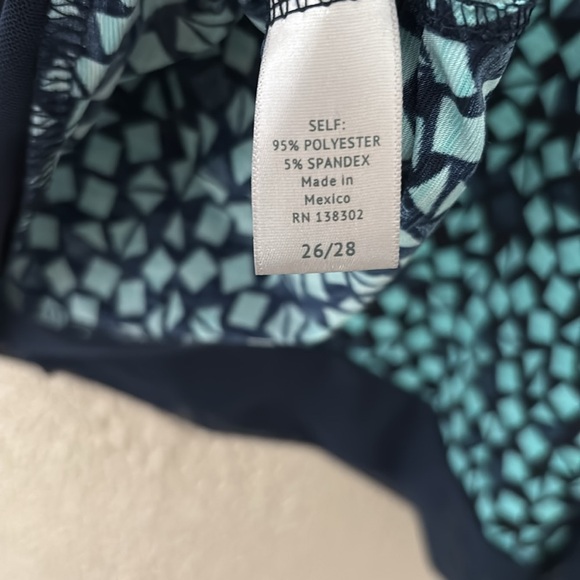 SELF:
95% POLYESTER
5% SPANDEX
Made in
Mexico
RN 138302
26/28